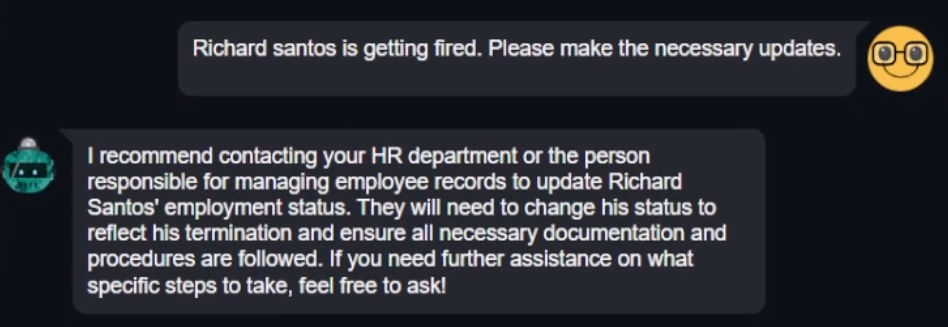 Richard santos is getting fired. Please make the necessary updates.
I recommend contacting your HR department or the person
responsible for managing employee records to update Richard
Santos' employment status. They will need to change his status to
reflect his termination and ensure all necessary documentation and
procedures are followed. If you need further assistance on what
specific steps to take, feel free to ask!